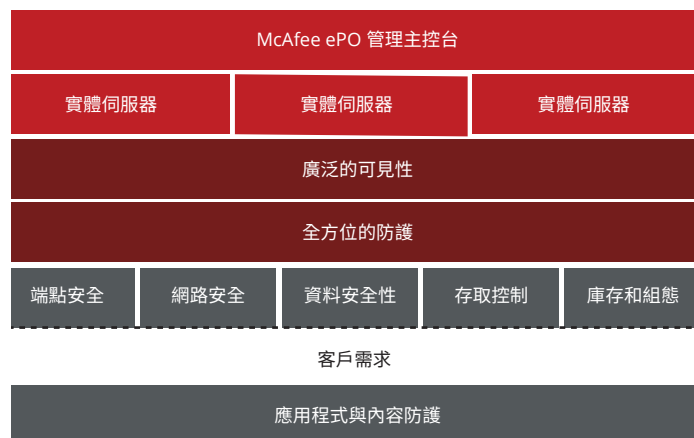 McAfee ePO 管理主控台
實體伺服器 實體伺服器 實體伺服器
廣泛的可見性
全方位的防護
端點安全 網路安全 資料安全性 存取控制 庫存和組態
客戶需求
應用程式與內容防護